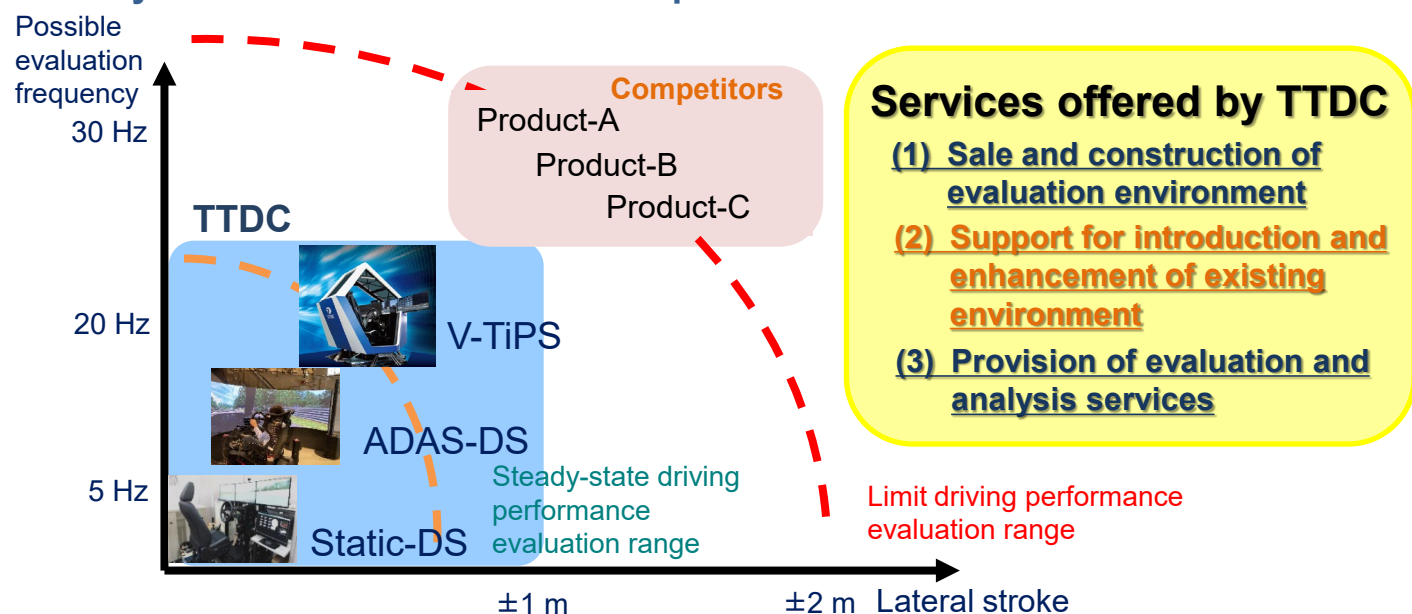 Possible
evaluation
frequency
30 Hz
20 Hz
5 Hz
TTDC
V-TiPS
ADAS-DS
Static-DS
Competitors
Product-A
Product-B
Product-C
Steady-state driving
performance
evaluation range
Limit driving performance
evaluation range
±1 m
±2 m
Lateral stroke
Services offered by TTDC
(1) Sale and construction of
evaluation environment
(2) Support for introduction and
enhancement of existing
environment
(3) Provision of evaluation and
analysis services